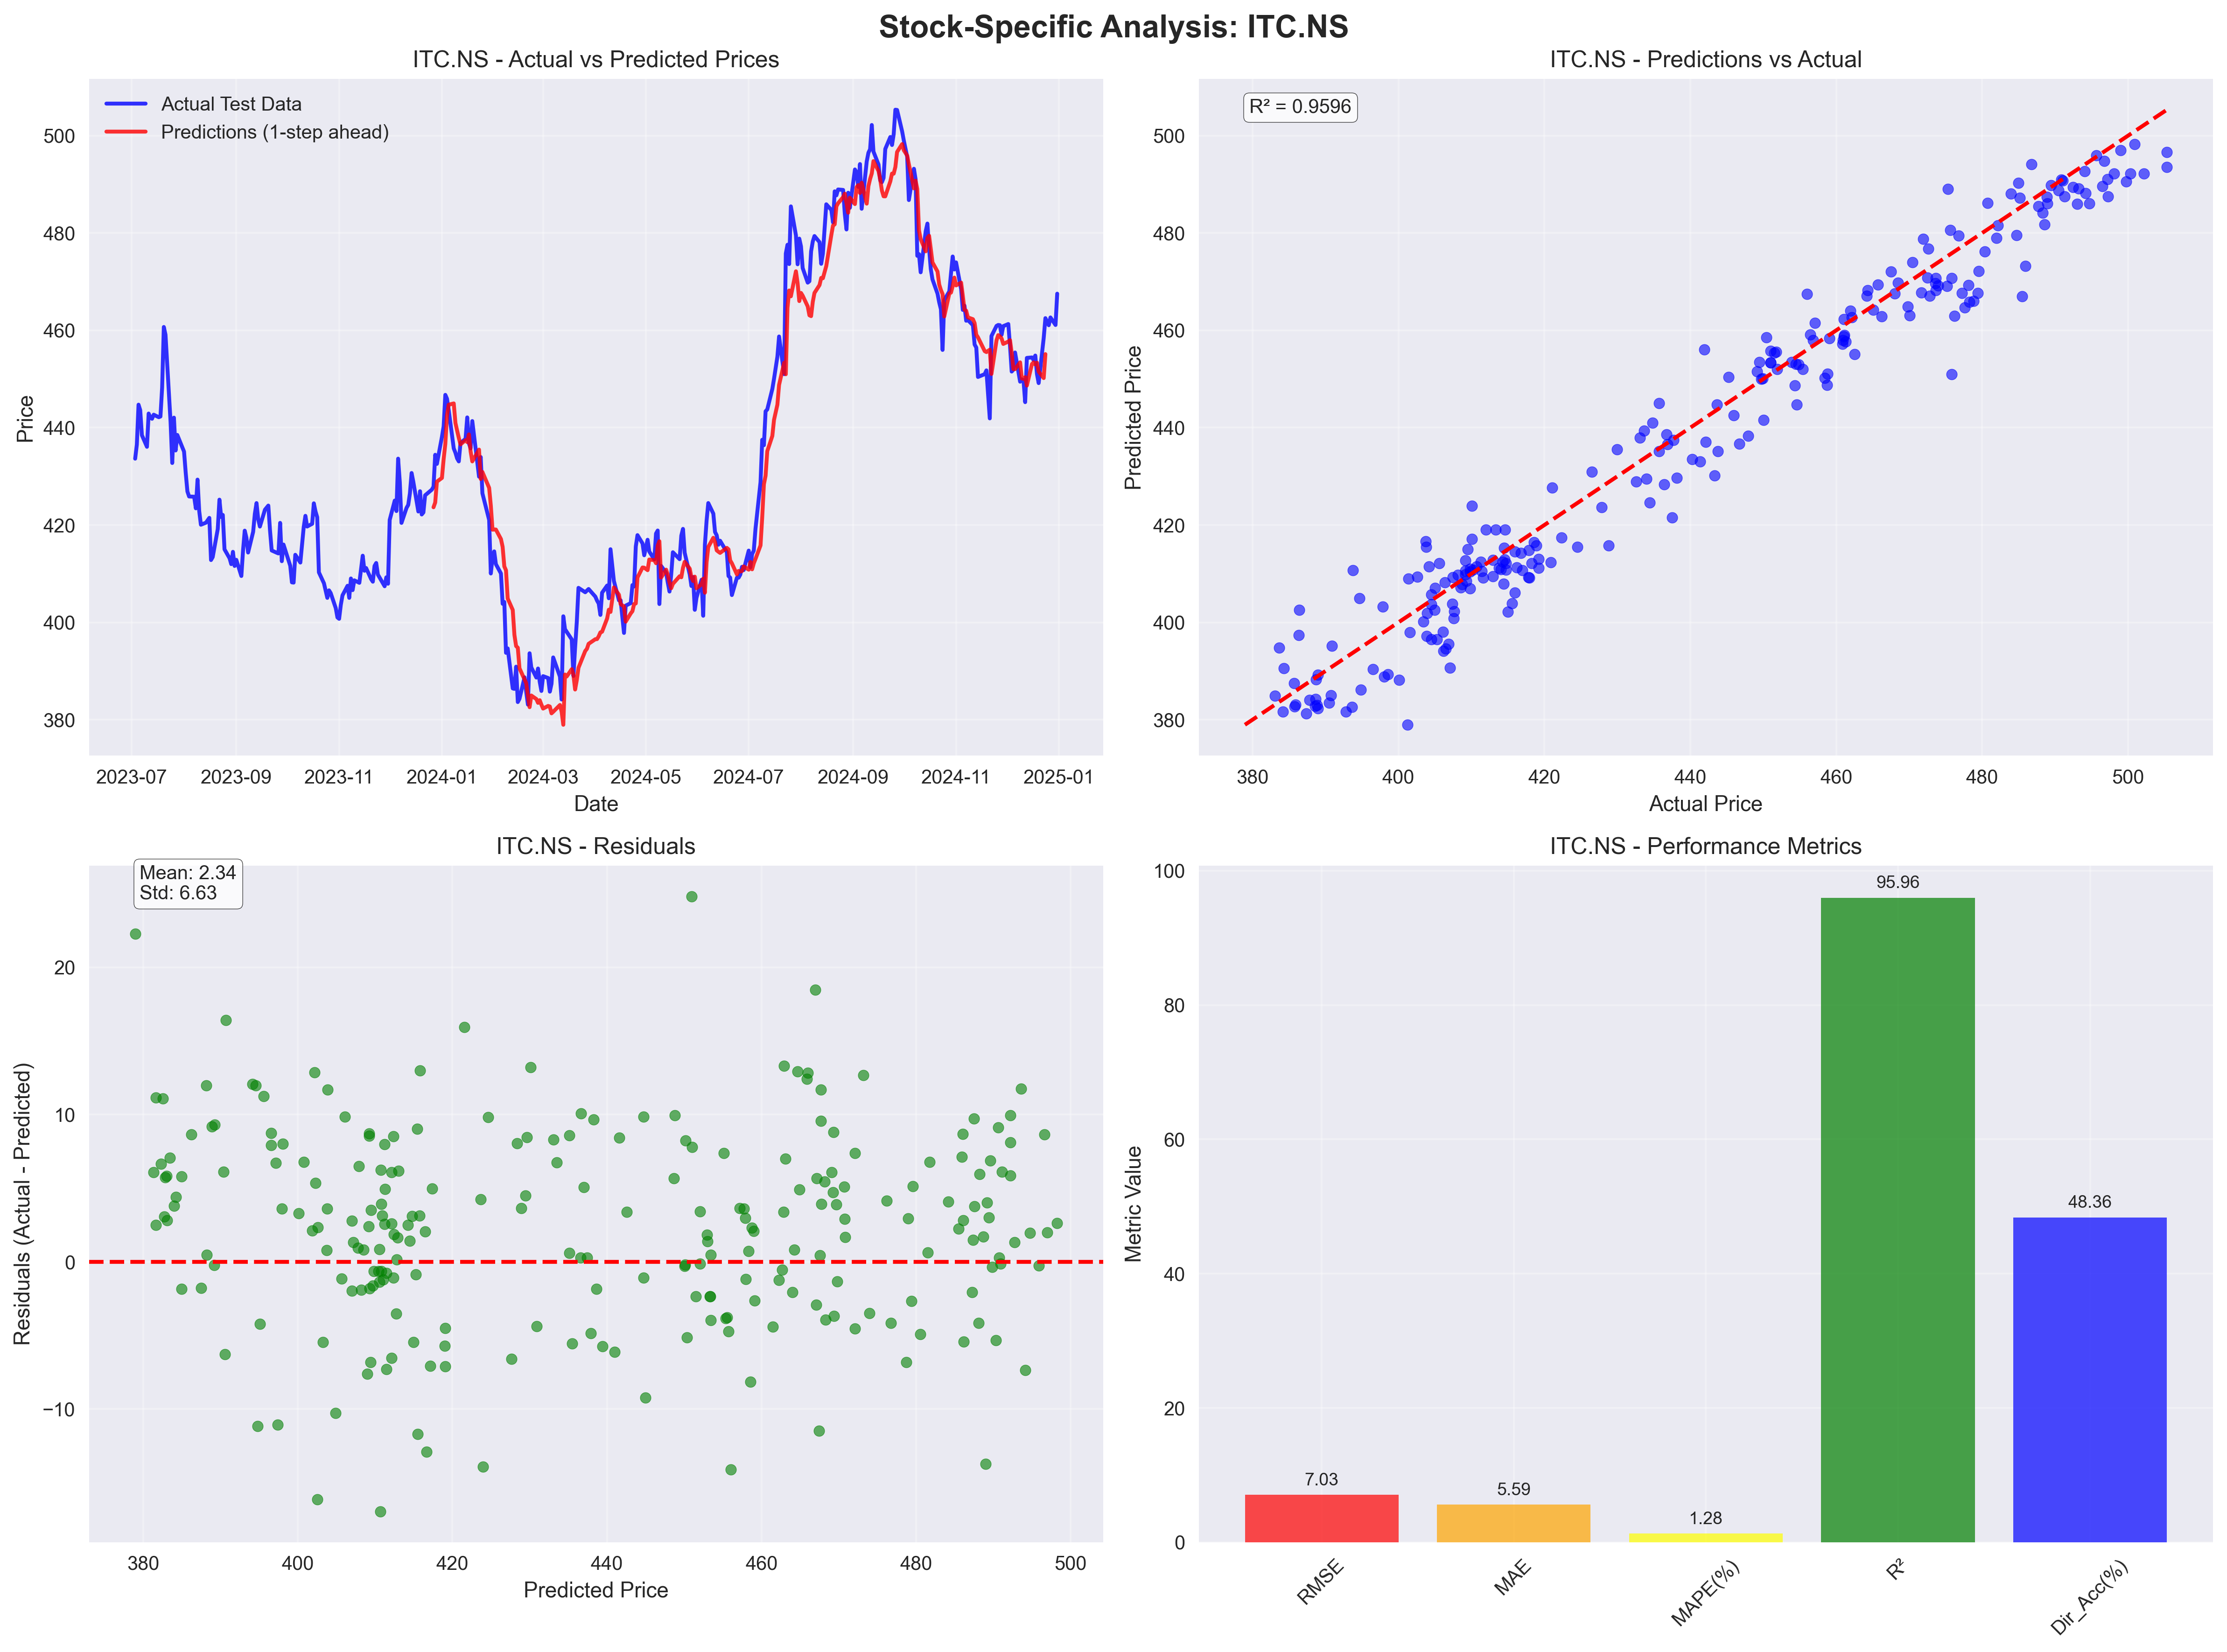 Stock-Specific Analysis: ITC.NS
ITC.NS - Actual vs Predicted Prices
Actual Test Data
Predictions (1-step ahead)
500
480
460
440
420
400
380
Price
2023-07
2023-09
2023-11
2024-01
2024-03
2024-05
2024-07
2024-09
2024-11
2025-01
Date
ITC.NS - Predictions vs Actual
R² = 0.9596
500
480
460
440
420
400
380
Predicted Price
380
400
420
440
460
480
500
Actual Price
ITC.NS - Residuals
Mean: 2.34
Std: 6.63
20
10
0
−10
Residuals (Actual - Predicted)
380
400
420
440
460
480
500
Predicted Price
ITC.NS - Performance Metrics
100
80
60
40
20
0
Metric Value
7.03
5.59
1.28
95.96
48.36
RMSE
MAE
MAPE(%)
R²
Dir_Acc(%)